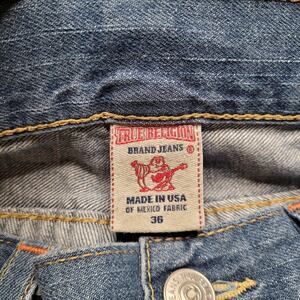 TRUE RELIGION
BRAND JEANS ®
MADE IN USA
OF MEXICO FABRIC
36